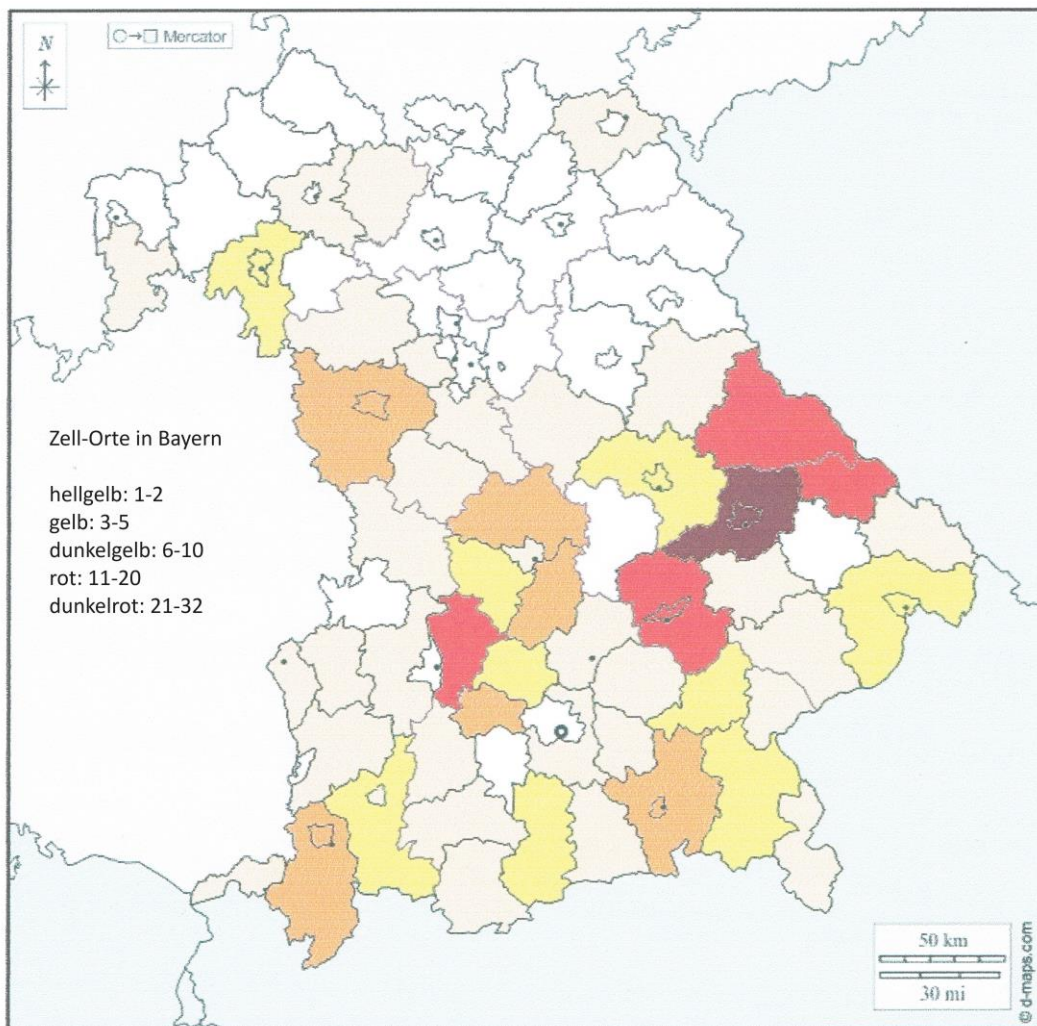 N
Mercator
Zell-Orte in Bayern
hellgelb: 1-2
gelb: 3-5
dunkelgelb: 6-10
rot: 11-20
dunkelrot: 21-32
50 km
30 mi
© d-maps.com